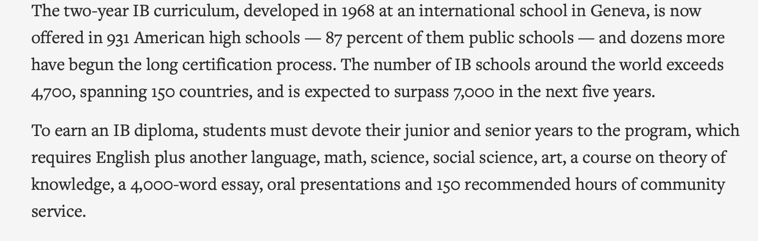 The two-year IB curriculum, developed in 1968 at an international school in Geneva, is now
offered in 931 American high schools — 87 percent of them public schools — and dozens more
have begun the long certification process. The number of IB schools around the world exceeds
4,700, spanning 150 countries, and is expected to surpass 7,000 in the next five years.
To earn an IB diploma, students must devote their junior and senior years to the program, which
requires English plus another language, math, science, social science, art, a course on theory of
knowledge, a 4,000-word essay, oral presentations and 150 recommended hours of community
service.